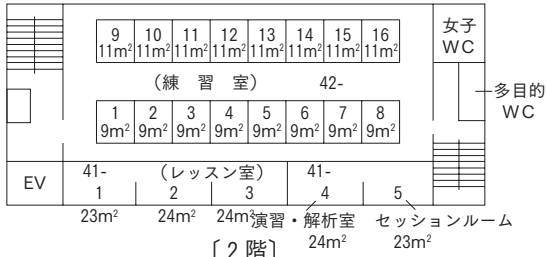 9 10 11 12 13 14 15 16
11m² 11m² 11m² 11m² 11m² 11m² 11m² 11m²
女子
WC
（練 習 室） 42-
多目的
WC
1 2 3 4 5 6 7 8
9m² 9m² 9m² 9m² 9m² 9m² 9m² 9m²
EV
41- （レッスン室） 41-
1 2 3 4 5
23m² 24m² 24m² 演習・解析室 セッションルーム
24m² 23m²
〔2階〕